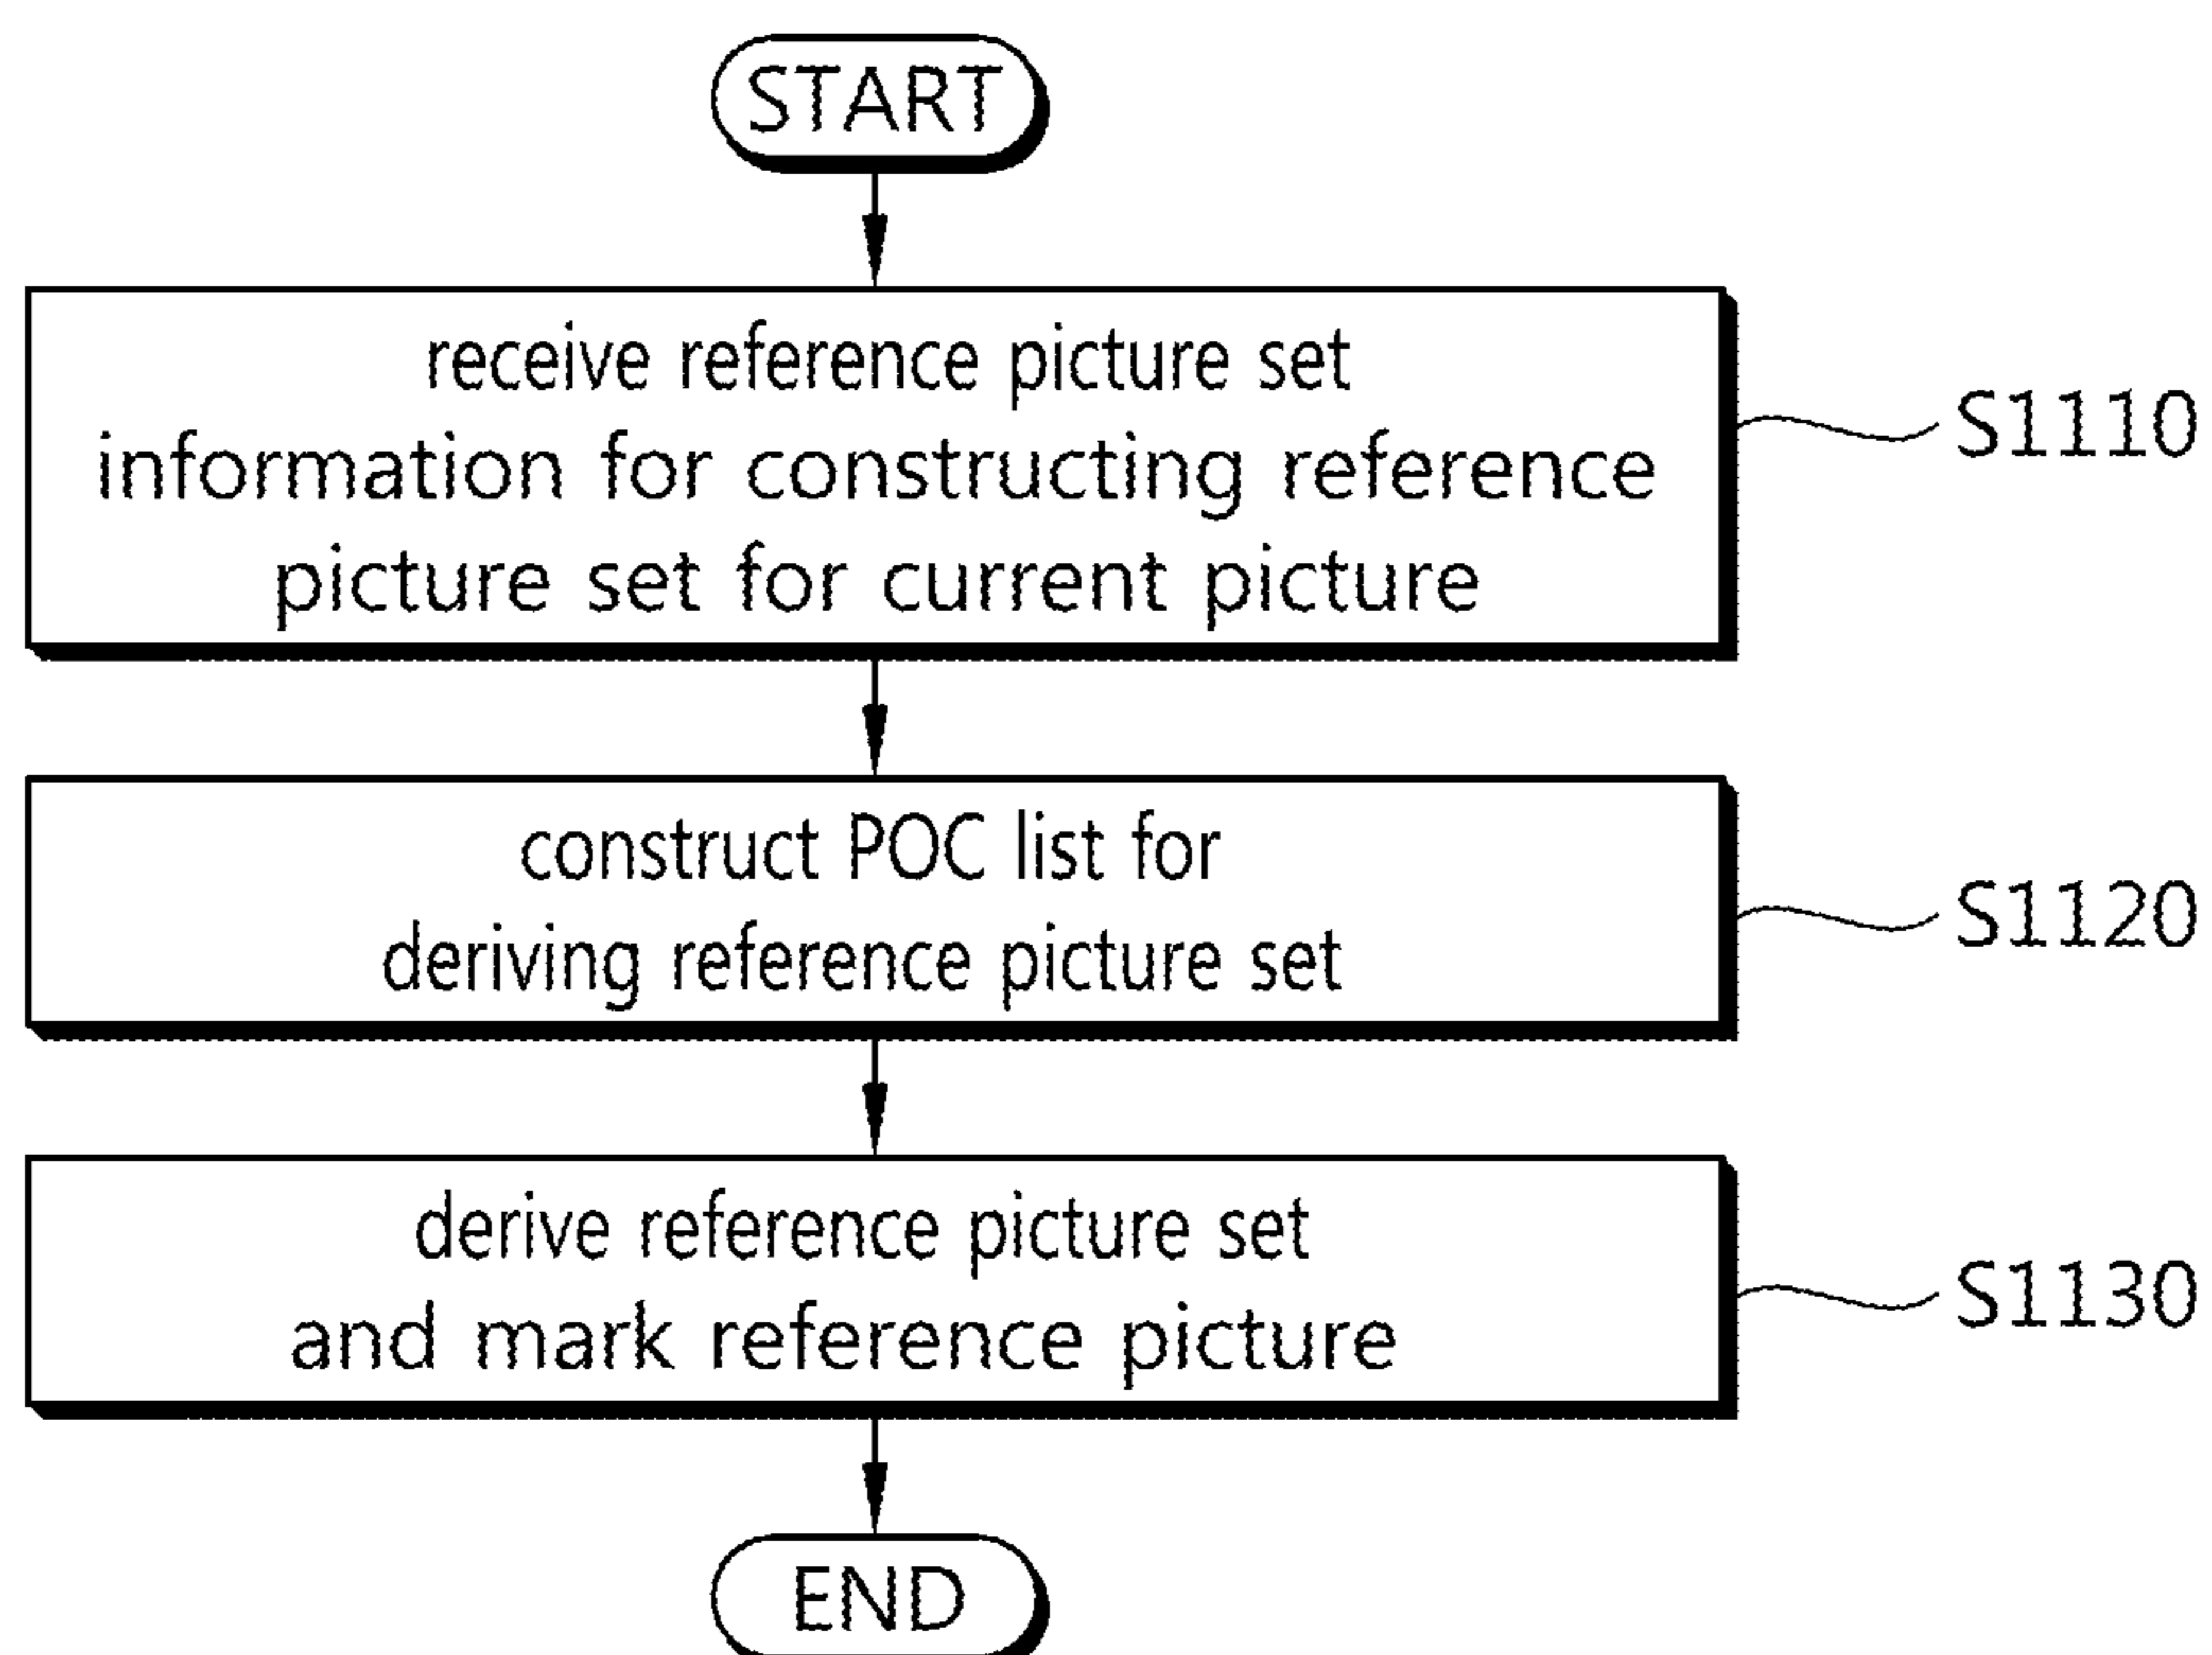 START
receive reference picture set
information for constructing reference
picture set for current picture
S1110
construct POC list for
deriving reference picture set
S1120
derive reference picture set
and mark reference picture
S1130
END